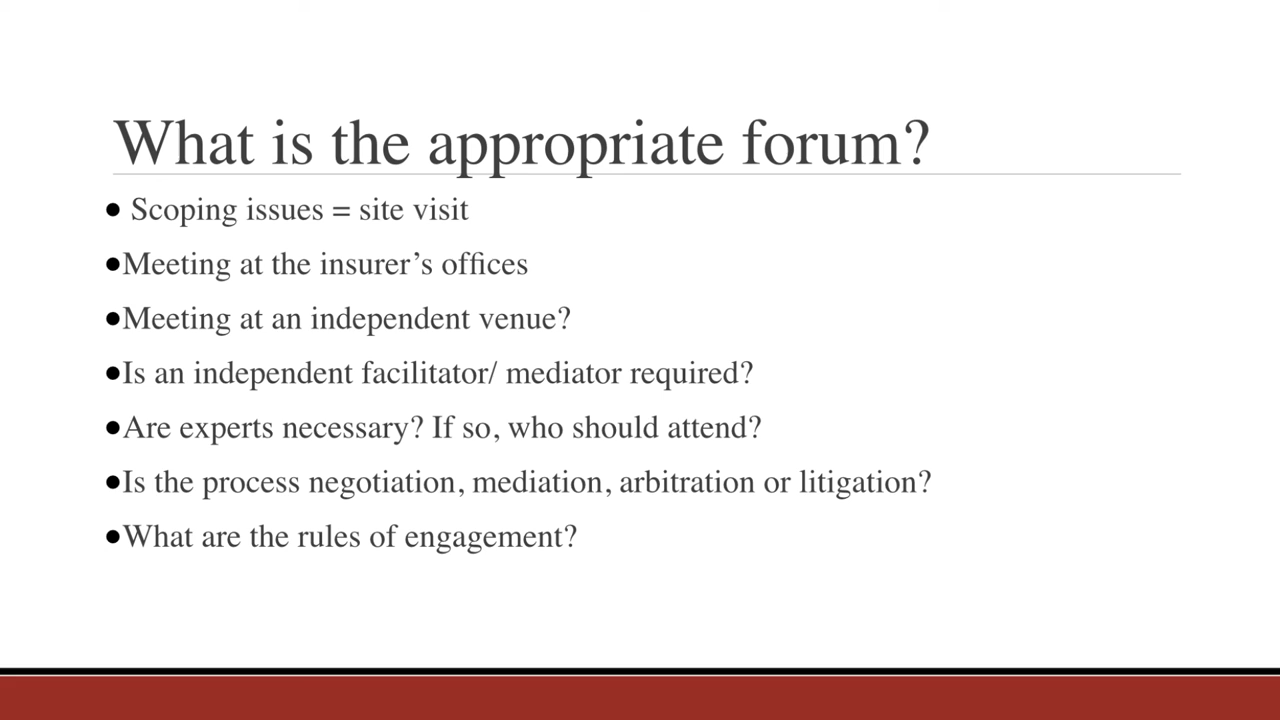 What is the appropriate forum?
● Scoping issues = site visit
●Meeting at the insurer’s offices
●Meeting at an independent venue?
●Is an independent facilitator/ mediator required?
●Are experts necessary? If so, who should attend?
●Is the process negotiation, mediation, arbitration or litigation?
●What are the rules of engagement?